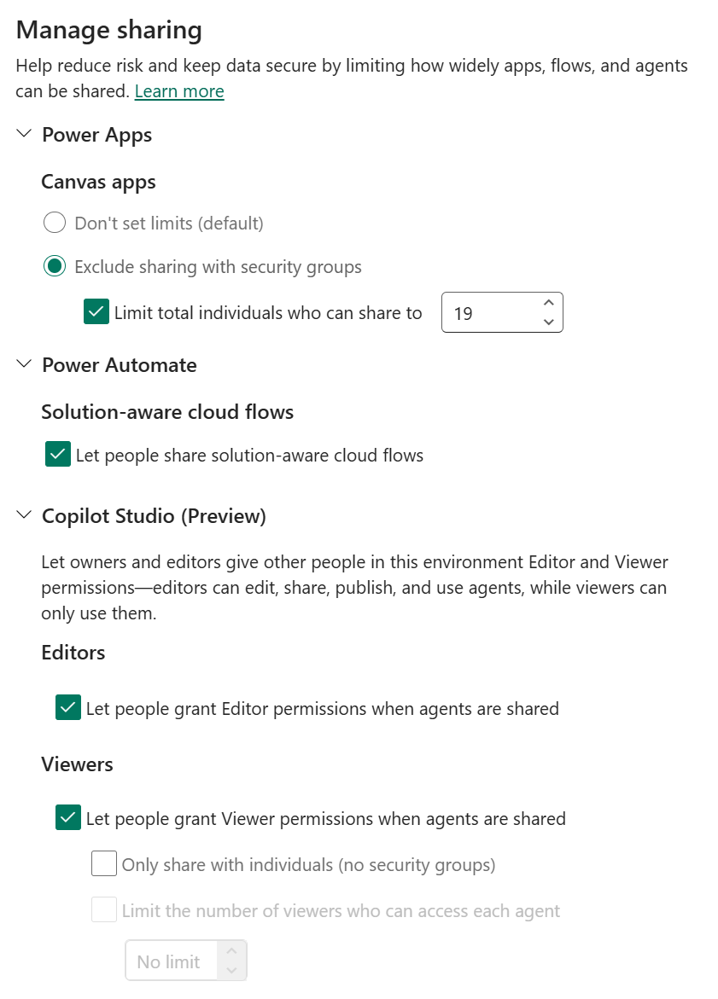 Manage sharing
Help reduce risk and keep data secure by limiting how widely apps, flows, and agents
can be shared. Learn more
Power Apps
Canvas apps
Don't set limits (default)
Exclude sharing with security groups
Limit total individuals who can share to 19
Power Automate
Solution-aware cloud flows
Let people share solution-aware cloud flows
Copilot Studio (Preview)
Let owners and editors give other people in this environment Editor and Viewer
permissions—editors can edit, share, publish, and use agents, while viewers can
only use them.
Editors
Let people grant Editor permissions when agents are shared
Viewers
Let people grant Viewer permissions when agents are shared
Only share with individuals (no security groups)
Limit the number of viewers who can access each agent
No limit